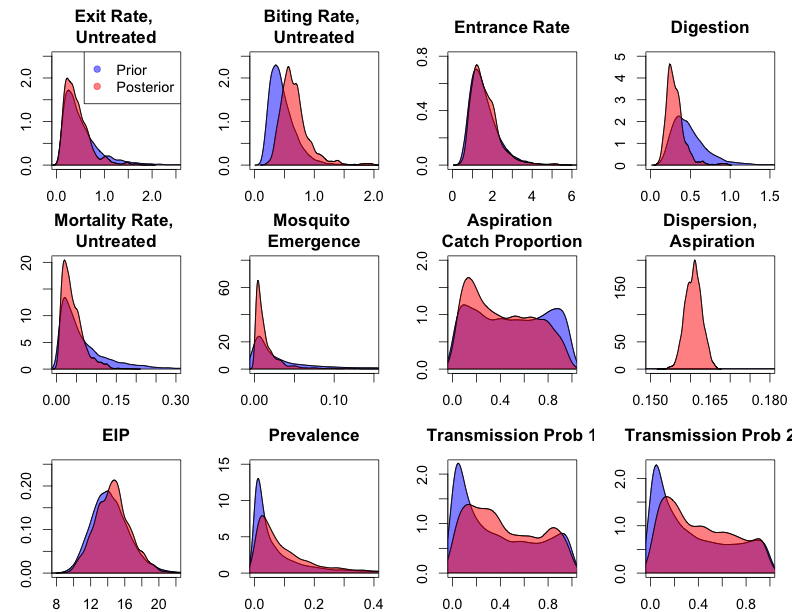 Exit Rate,
Untreated
Biting Rate,
Untreated
Entrance Rate
Digestion
Prior
Posterior
0.0 1.0 2.0
0.0 1.0 2.0
0.0 1.0 2.0
0.0 1.0 2.0
0.0 0.4 0.8
0 2 4 6
0 1 2 3 4 5
0.0 0.5 1.0 1.5
Mortality Rate,
Untreated
Mosquito
Emergence
Aspiration
Catch Proportion
Dispersion,
Aspiration
0 5 10 20
0.00 0.15 0.30
0 20 60
0.00 0.10
0.0 1.0 2.0
0.0 0.4 0.8
0 50 150
0.150 0.165 0.180
EIP
Prevalence
Transmission Prob 1
Transmission Prob 2
0.00 0.10 0.20
8 12 16 20
0 5 10 15
0.0 0.2 0.4
0.0 1.0 2.0
0.0 0.4 0.8
0.0 1.0 2.0
0.0 0.4 0.8